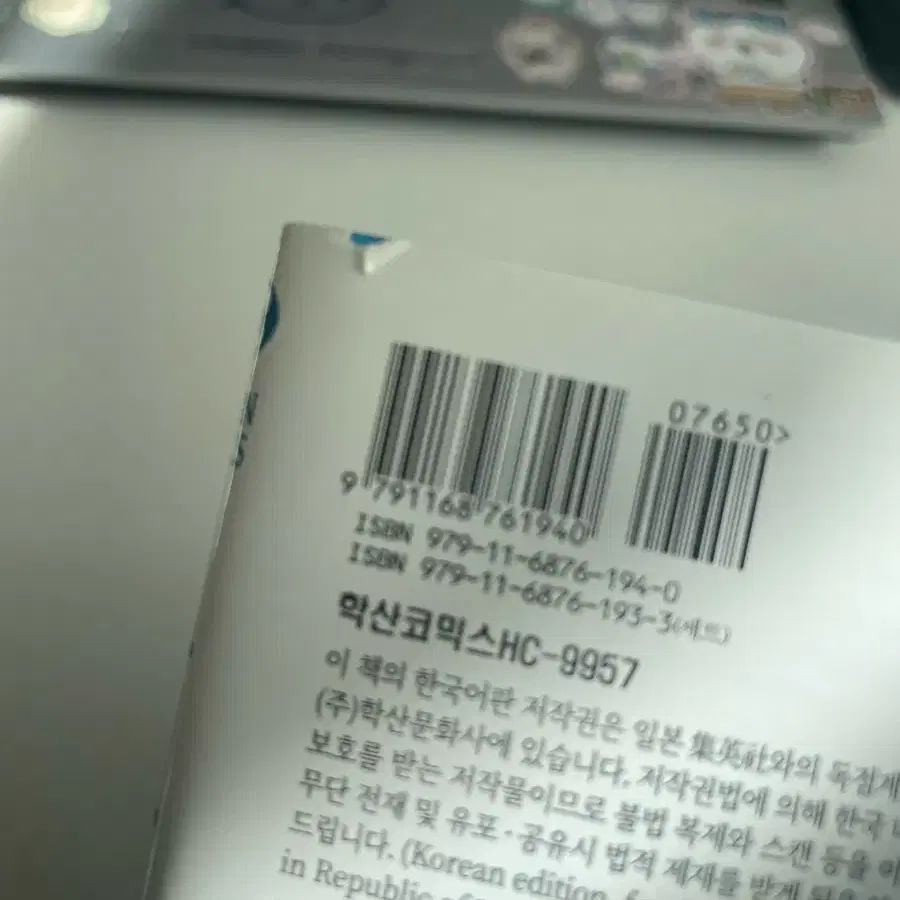 07650>
9 791168 761940
ISBN 979-11-6876-194-0
ISBN 979-11-6876-193-3(세트)
학산코믹스HC-9957
이 책의 한국어판 저작권은 일본 集英社와의 독점계
(주)학산문화사에 있습니다. 저작권법에 의해 한국
보호를 받는 저작물이므로 불법 복제와 스캔 등을 이
무단 전재 및 유포·공유시 법적 제재를 받게 됨을
드립니다. (Korean edition,
in Republic of